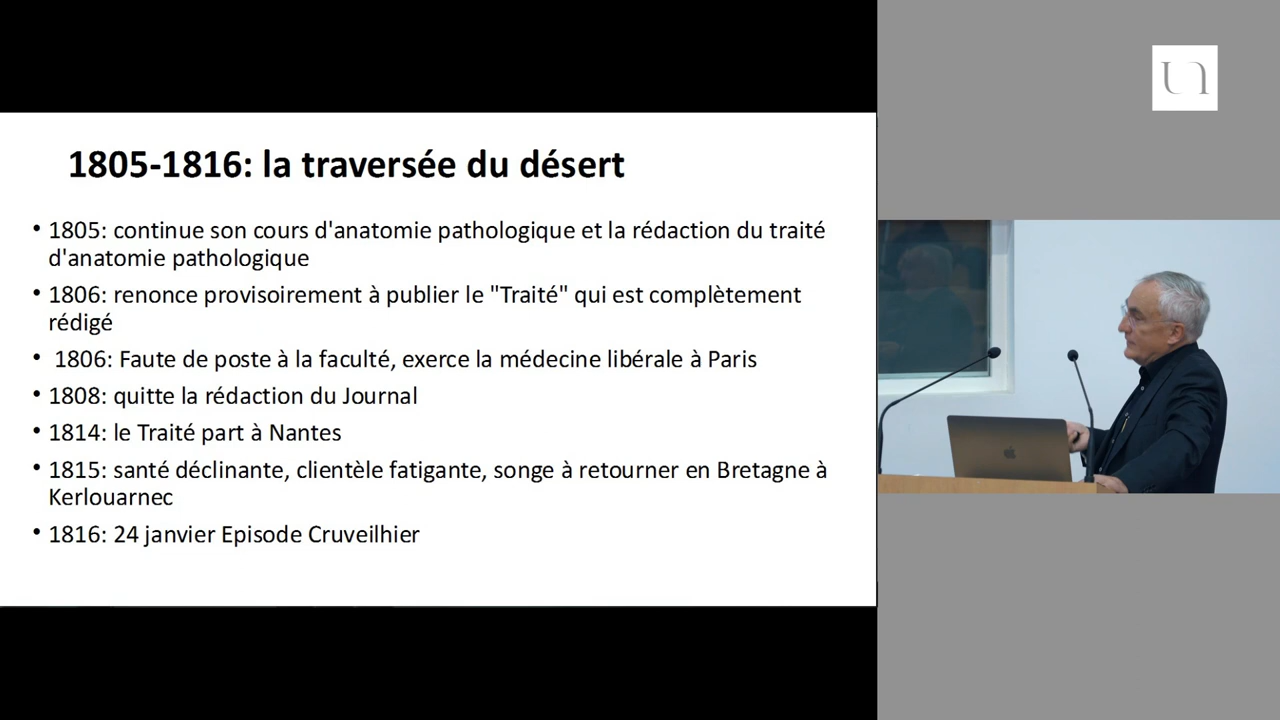 1805-1816: la traversée du désert
• 1805: continue son cours d'anatomie pathologique et la rédaction du traité
d'anatomie pathologique
• 1806: renonce provisoirement à publier le "Traité" qui est complètement
rédigé
• 1806: Faute de poste à la faculté, exerce la médecine libérale à Paris
• 1808: quitte la rédaction du Journal
• 1814: le Traité part à Nantes
• 1815: santé déclinante, clientèle fatigante, songe à retourner en Bretagne à
Kerlouarnec
• 1816: 24 janvier Episode Cruveilhier